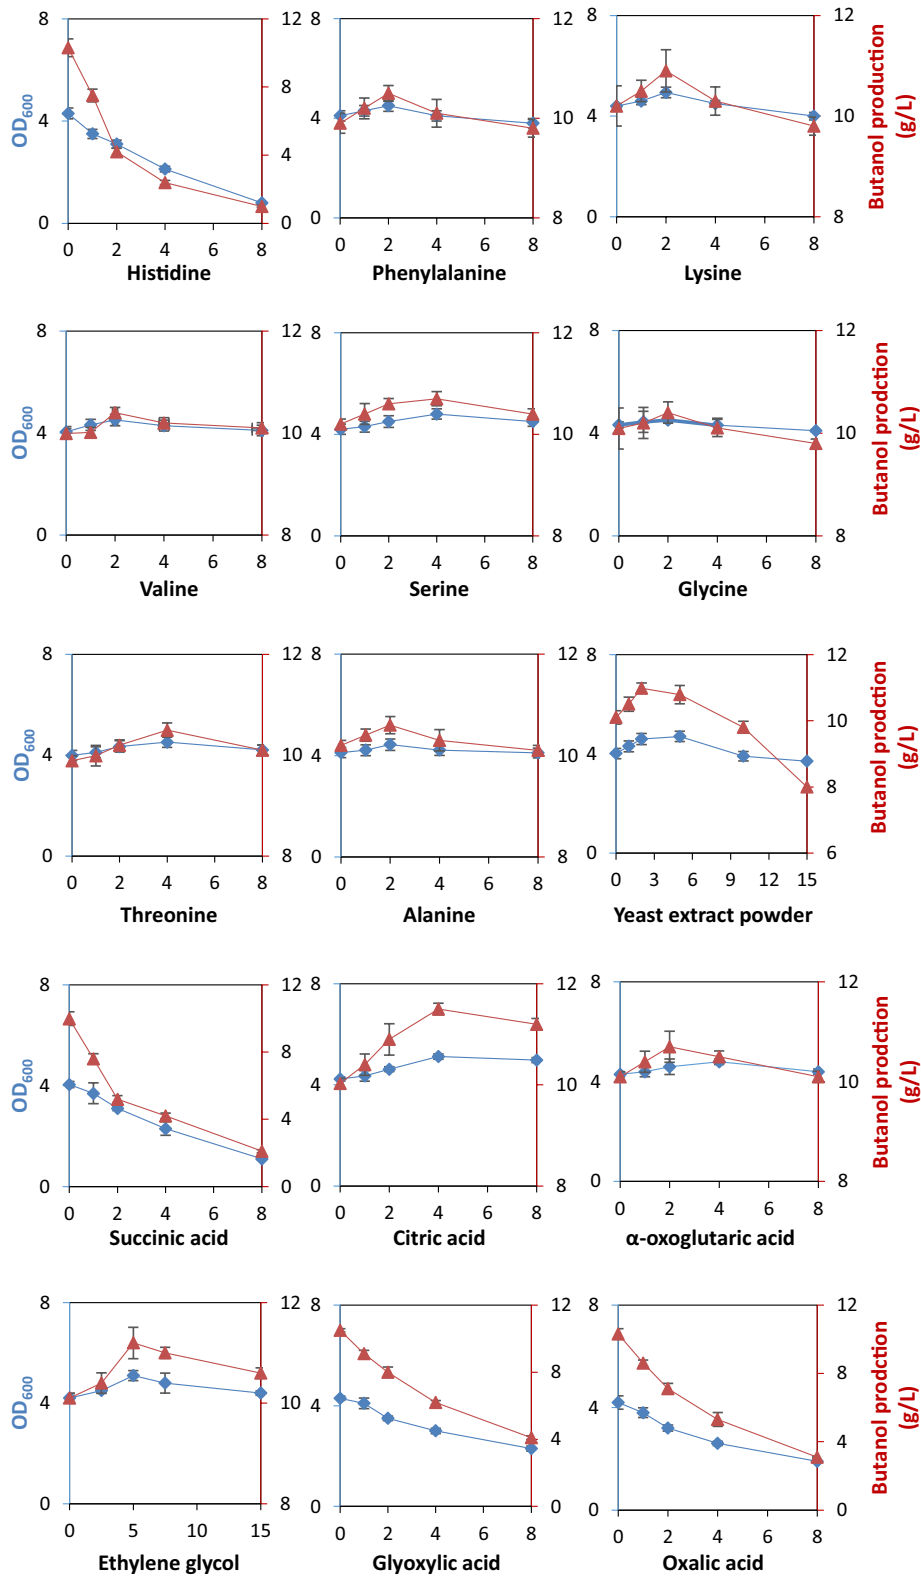 8 12 8 12 8 12
8
4 4 10 4 10
4
0 0 0 8 0 8
0 2 4 6 8 0 2 4 6 8 0 2 4 6 8
OD600
Butanol production
(g/L)
Histidine Phenylalanine Lysine
8 12 8 12 8 12
4 10 4 10 4 10
0 8 0 8 0 8
0 2 4 6 8 0 2 4 6 8 0 2 4 6 8
OD600
Butanol prodction
(g/L)
Valine Serine Glycine
8 12 8 12 8 12
10
4 10 4 10 4
8
0 8 0 8 0 6
0 2 4 6 8 0 2 4 6 8 0 3 6 9 12 15
OD600
Butanol prodction
(g/L)
Threonine Alanine Yeast extract powder
8 12 8 12 8 12
8
4 4 10 4 10
4
0 0 0 8 0 8
0 2 4 6 8 0 2 4 6 8 0 2 4 6 8
OD600
Butanol prodction
(g/L)
Succinic acid Citric acid α-oxoglutaric acid
8 12 8 12 8 12
8 8
4 10 4 4
4 4
0 8 0 0 0 0
0 5 10 15 0 2 4 6 8 0 2 4 6 8
OD600
Butanol prodction
(g/L)
Ethylene glycol Glyoxylic acid Oxalic acid